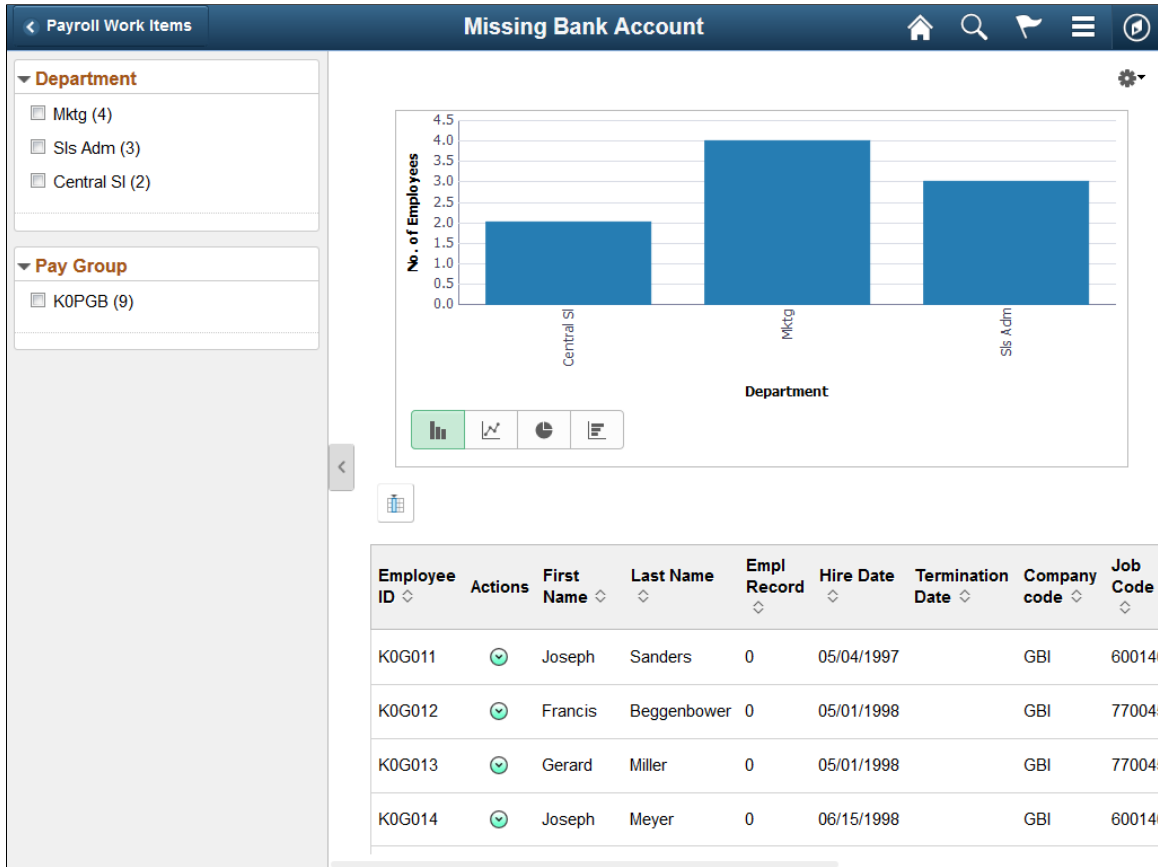 Payroll Work Items
Missing Bank Account
Department
Mktg (4)
Sls Adm (3)
Central SI (2)
Pay Group
K0PGB (9)
4.5
4.0
3.5
3.0
2.5
2.0
1.5
1.0
0.5
0.0
No. of Employees
Central SI
Mktg
Sls Adm
Department
Employee ID Actions First Name Last Name Empl Record Hire Date Termination Date Company code Job Code
K0G011 Joseph Sanders 0 05/04/1997 GBI
K0G012 Francis Beggenbower 0 05/01/1998 GBI
K0G013 Gerard Miller 0 05/01/1998 GBI
K0G014 Joseph Meyer 0 06/15/1998 GBI